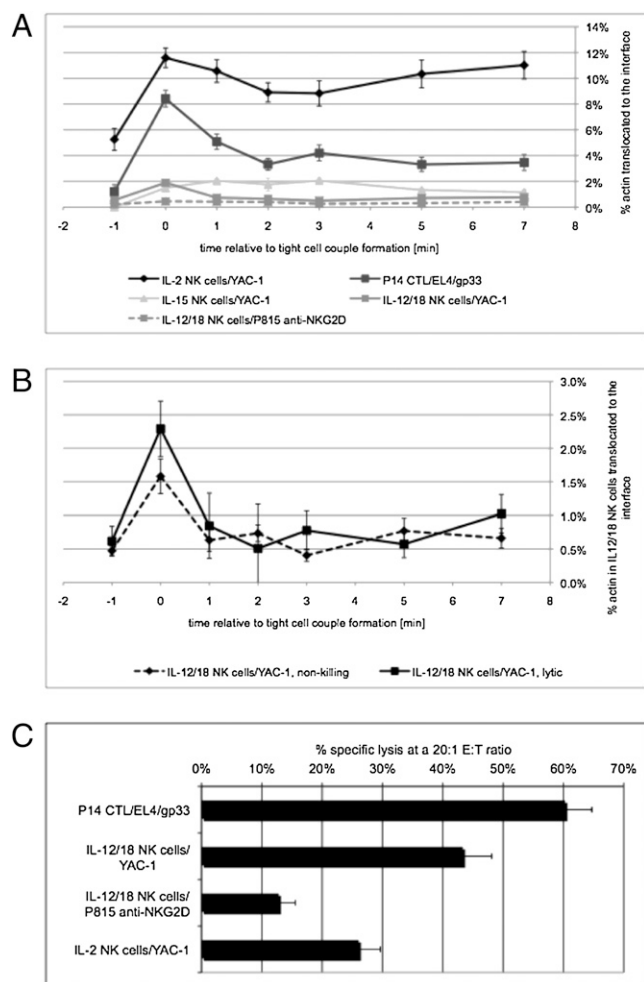 A
14%
12%
10%
8%
6%
4%
2%
0%
% actin translocated to the interface
-2 -1 0 1 2 3 4 5 6 7 8
time relative to tight cell couple formation [min]
IL-2 NK cells/YAC-1 P14 CTL/EL4/gp33
IL-15 NK cells/YAC-1 IL-12/18 NK cells/YAC-1
IL-12/18 NK cells/P815 anti-NKG2D
B
3.0%
2.5%
2.0%
1.5%
1.0%
0.5%
0.0%
% actin in IL12/18 NK cells translocated to the
interface
-2 -1 0 1 2 3 4 5 6 7 8
time relative to tight cell couple formation [min]
IL-12/18 NK cells/YAC-1, non-killing IL-12/18 NK cells/YAC-1, lytic
C
% specific lysis at a 20:1 E:T ratio
0% 10% 20% 30% 40% 50% 60% 70%
P14 CTL/EL4/gp33
IL-12/18 NK cells/
YAC-1
IL-12/18 NK cells/
P815 anti-NKG2D
IL-2 NK cells/YAC-1